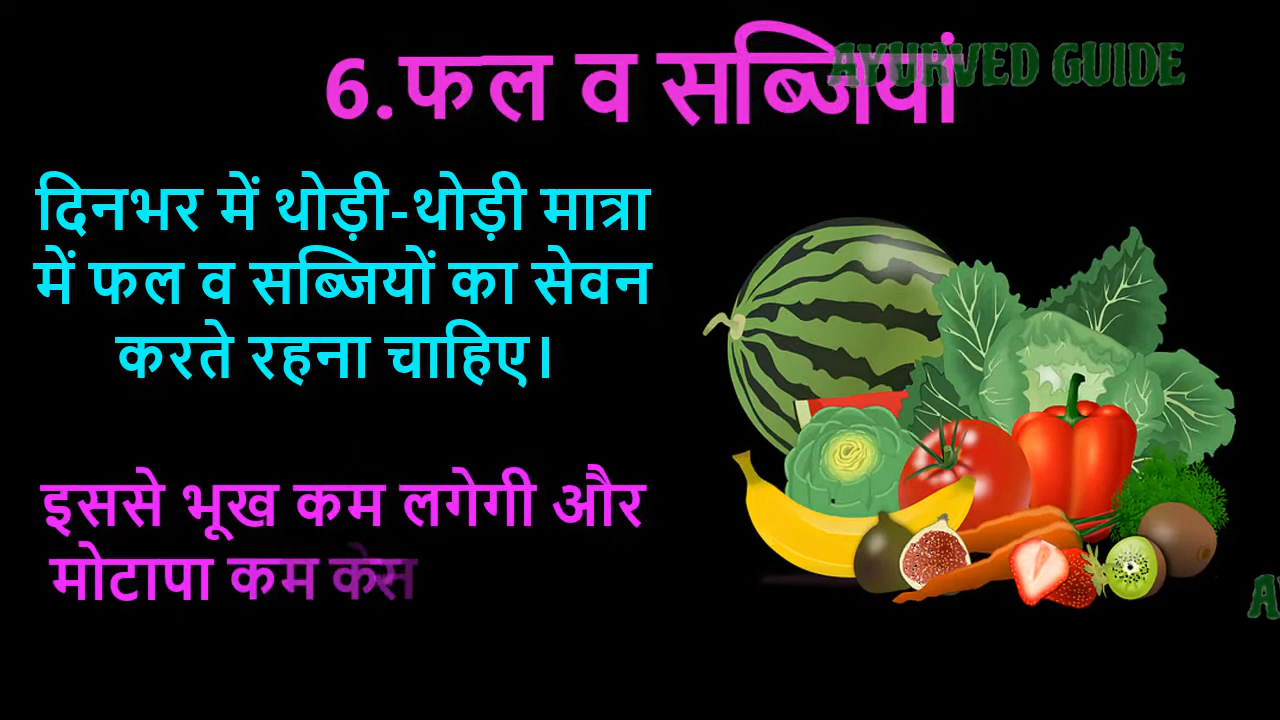 6.फल व सब्जियां
AYURVED GUIDE
दिनभर में थोड़ी-थोड़ी मात्रा
में फल व सब्जियों का सेवन
करते रहना चाहिए।
इससे भूख कम लगेगी और
मोटापा कम